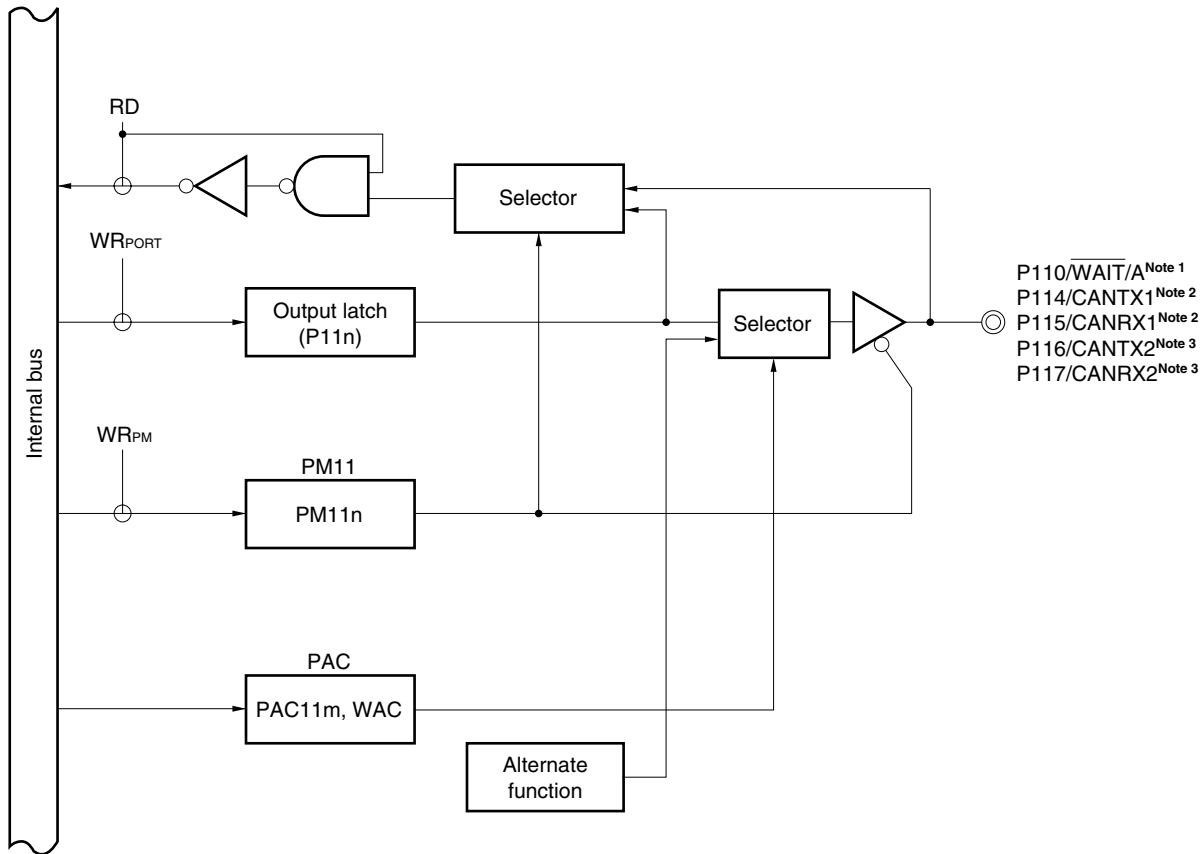 RD
Selector
WRPORT
Output latch
(P11n)
Selector
P110/WAIT/ANote 1
P114/CANTX1Note 2
P115/CANRX1Note 2
P116/CANTX2Note 3
P117/CANRX2Note 3
Internal bus
WRPM
PM11
PM11n
PAC
PAC11m, WAC
Alternate
function